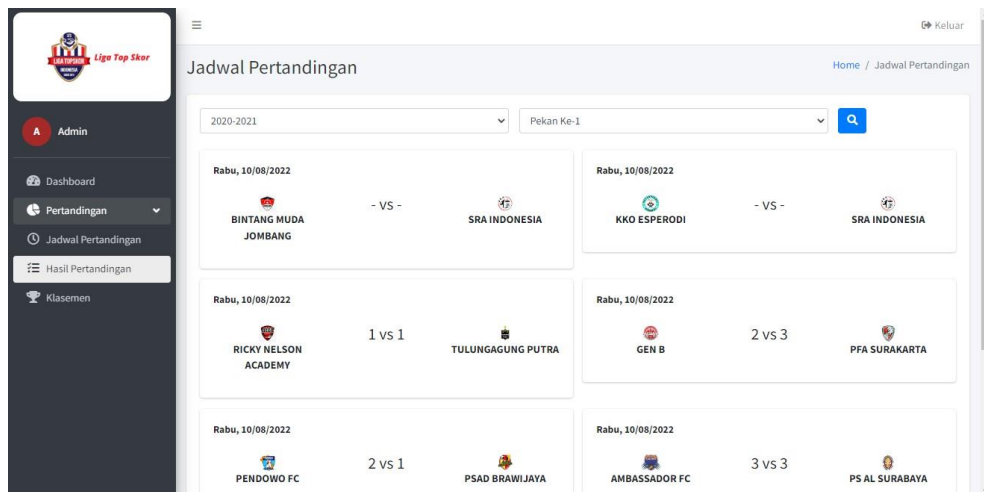 LIGA TOPSKOR
INDONESIA
Liga Top Skor
Keluar
Jadwal Pertandingan
Home / Jadwal Pertandingan
A Admin
Dashboard
Pertandingan
Jadwal Pertandingan
Hasil Pertandingan
Klasemen
2020-2021
Pekan Ke-1
Rabu, 10/08/2022
BINTANG MUDA
JOMBANG
- VS -
SRA INDONESIA
Rabu, 10/08/2022
KKO ESPERODI
- VS -
SRA INDONESIA
Rabu, 10/08/2022
RICKY NELSON
ACADEMY
1 vs 1
TULUNGAGUNG PUTRA
Rabu, 10/08/2022
GEN B
2 vs 3
PFA SURAKARTA
Rabu, 10/08/2022
PENDOWO FC
2 vs 1
PSAD BRAWIJAYA
Rabu, 10/08/2022
AMBASSADOR FC
3 vs 3
PS AL SURABAYA